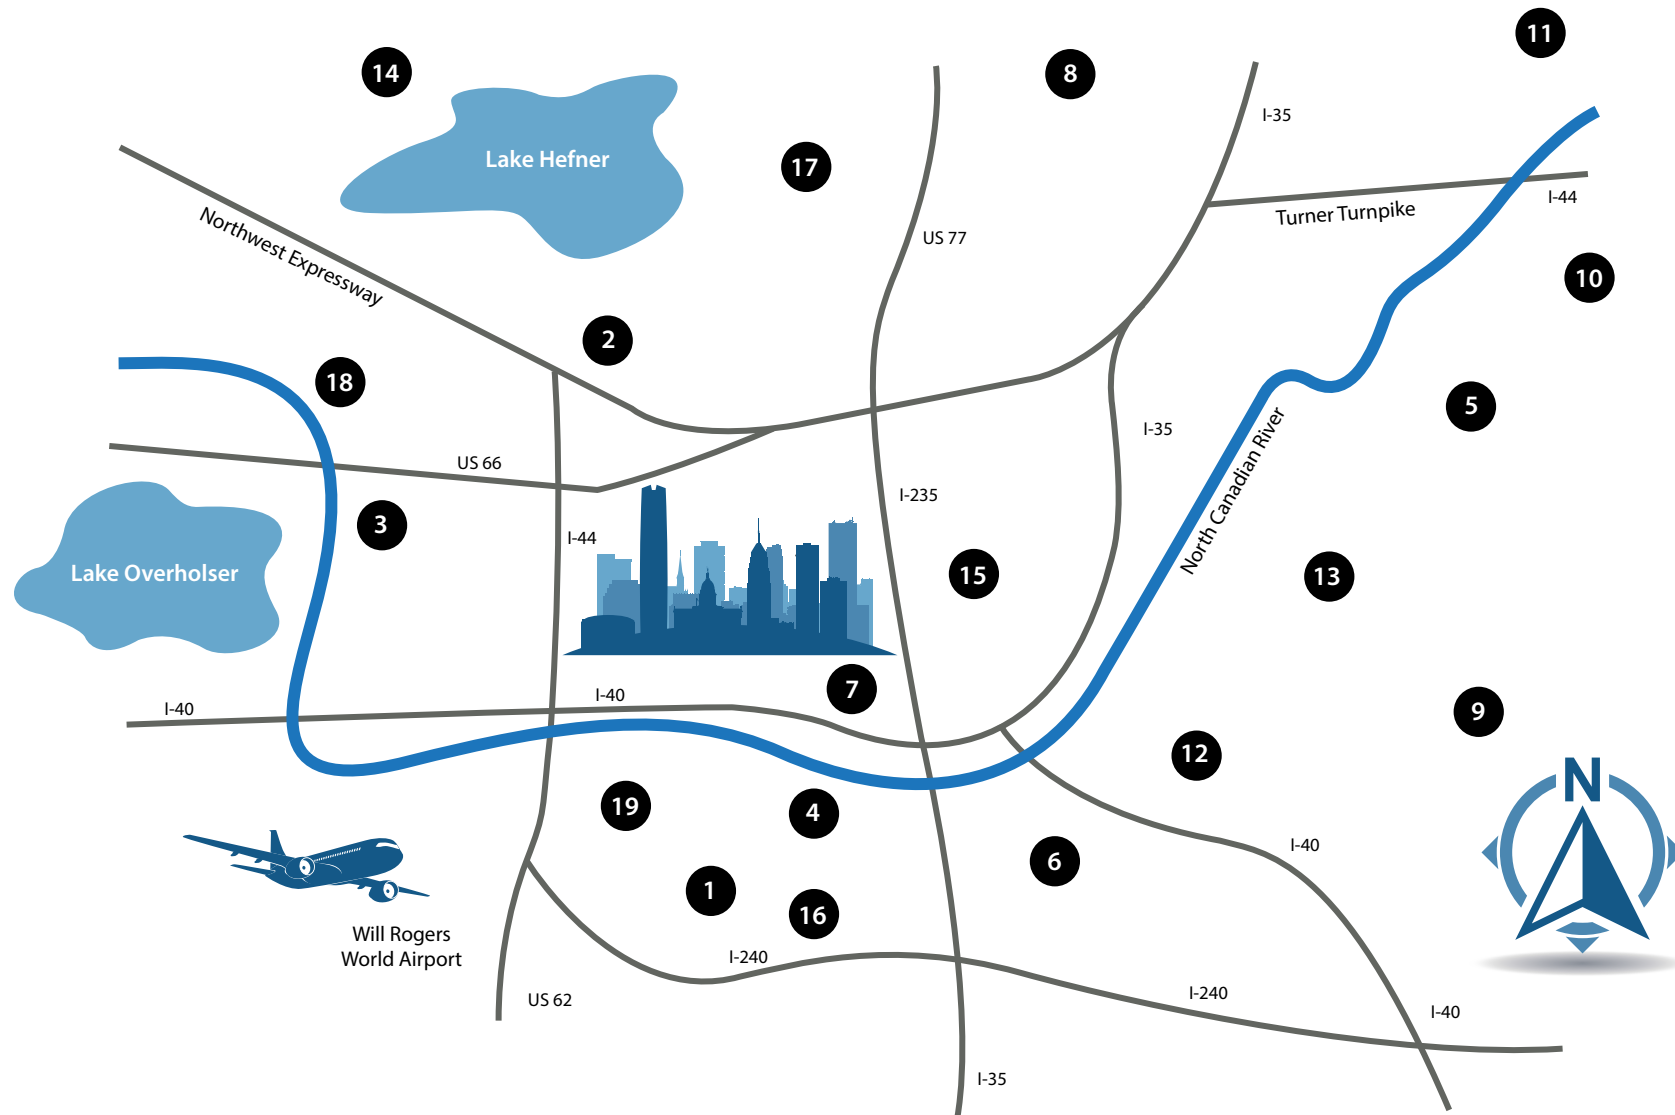 11
14
8
I-35
Lake Hefner
17
Northwest Expressway
I-44
Turner Turnpike
US 77
10
2
18
5
US 66
I-35
North Canadian River
I-235
3
I-44
Lake Overholser
15
13
7
I-40
I-40
9
12
N
19
4
I-40
6
1
16
Will Rogers
World Airport
I-240
I-240
US 62
I-40
I-35